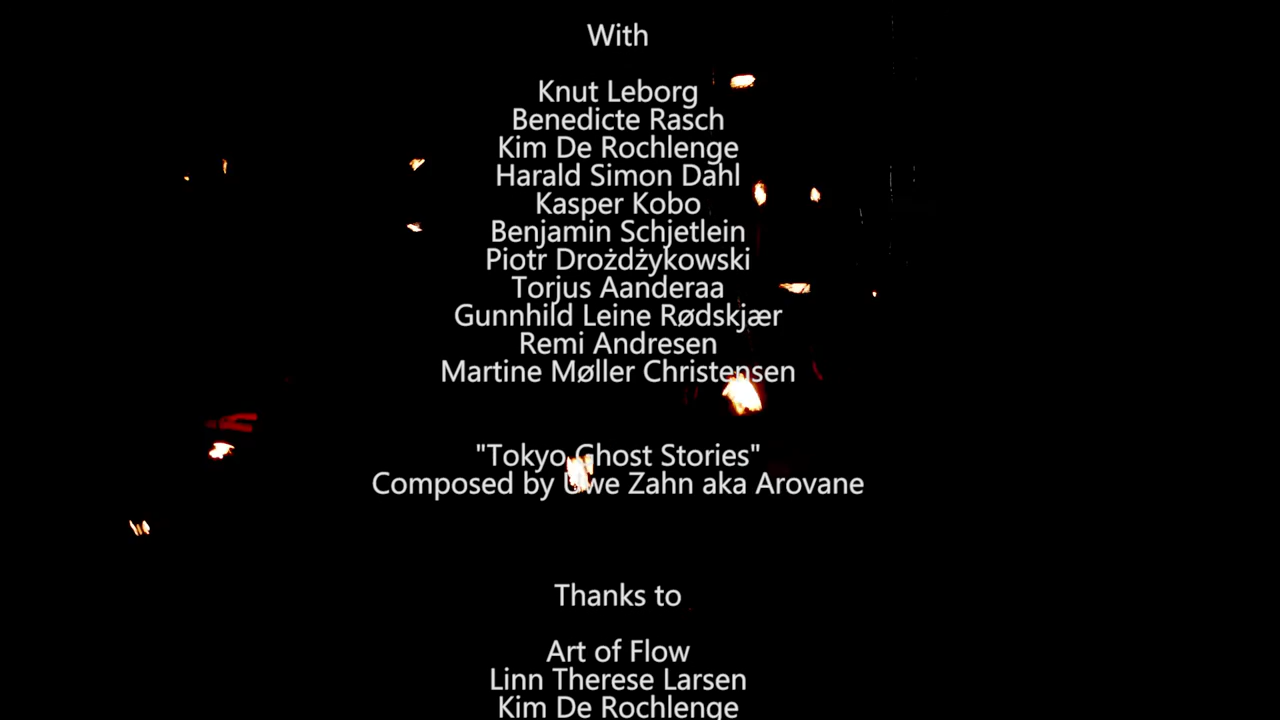 With
Knut Leborg
Benedicte Rasch
Kim De Rochlenge
Harald Simon Dahl
Kasper Kobo
Benjamin Schjetlein
Piotr Drożdżykowski
Torjus Aanderaa
Gunnhild Leine Rødskjær
Remi Andresen
Martine Møller Christensen
"Tokyo Ghost Stories"
Composed by Uwe Zahn aka Arovane
Thanks to
Art of Flow
Linn Therese Larsen
Kim De Rochlenge